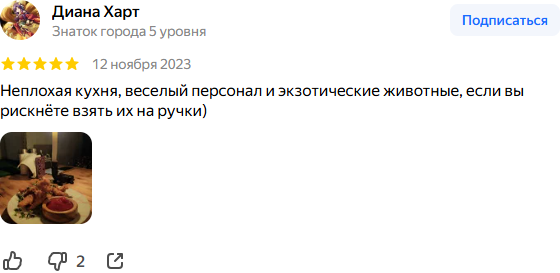 Диана Харт
Подписаться
Знаток города 5 уровня
12 ноября 2023
Неплохая кухня, веселый персонал и экзотические животные, если вы
рискнёте взять их на ручки)
2